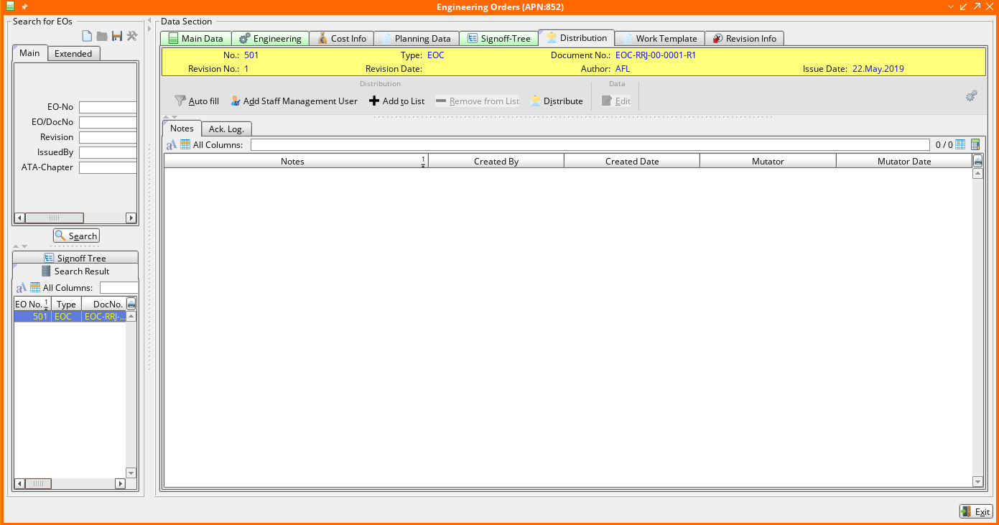 Engineering Orders (APN:852)
Search for EOs
Main Extended
EO-No
EO/DocNo
Revision
IssuedBy
ATA-Chapter
Search
Signoff Tree
Search Result
All Columns:
EO No. 1 Type DocNo.
501 EOC EOC-RRJ-...
Data Section
Main Data Engineering Cost Info Planning Data Signoff-Tree Distribution Work Template Revision Info
No.: 501 Type: EOC Document No.: EOC-RRJ-00-0001-R1
Revision No.: 1 Revision Date: Author: AFL Issue Date: 22.May.2019
Distribution Data
Auto fill Add Staff Management User Add to List Remove from List Distribute Edit
Notes Ack. Log.
All Columns: 0 / 0
Notes 1 Created By Created Date Mutator Mutator Date
Exit